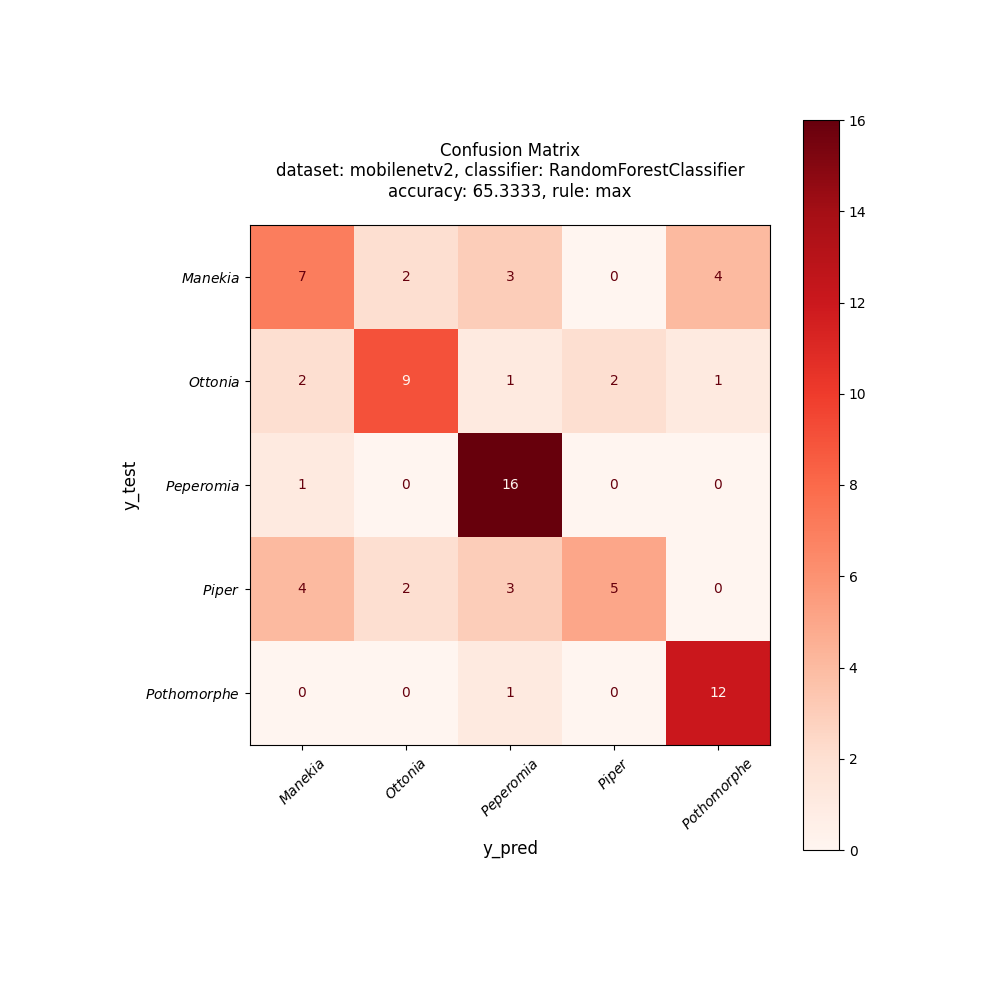 Confusion Matrix
dataset: mobilenetv2, classifier: RandomForestClassifier
accuracy: 65.3333, rule: max
y_test
Manekia 7 2 3 0 4
Ottonia 2 9 1 2 1
Peperomia 1 0 16 0 0
Piper 4 2 3 5 0
Pothomorphe 0 0 1 0 12
Manekia Ottonia Peperomia Piper Pothomorphe
y_pred
16
14
12
10
8
6
4
2
0